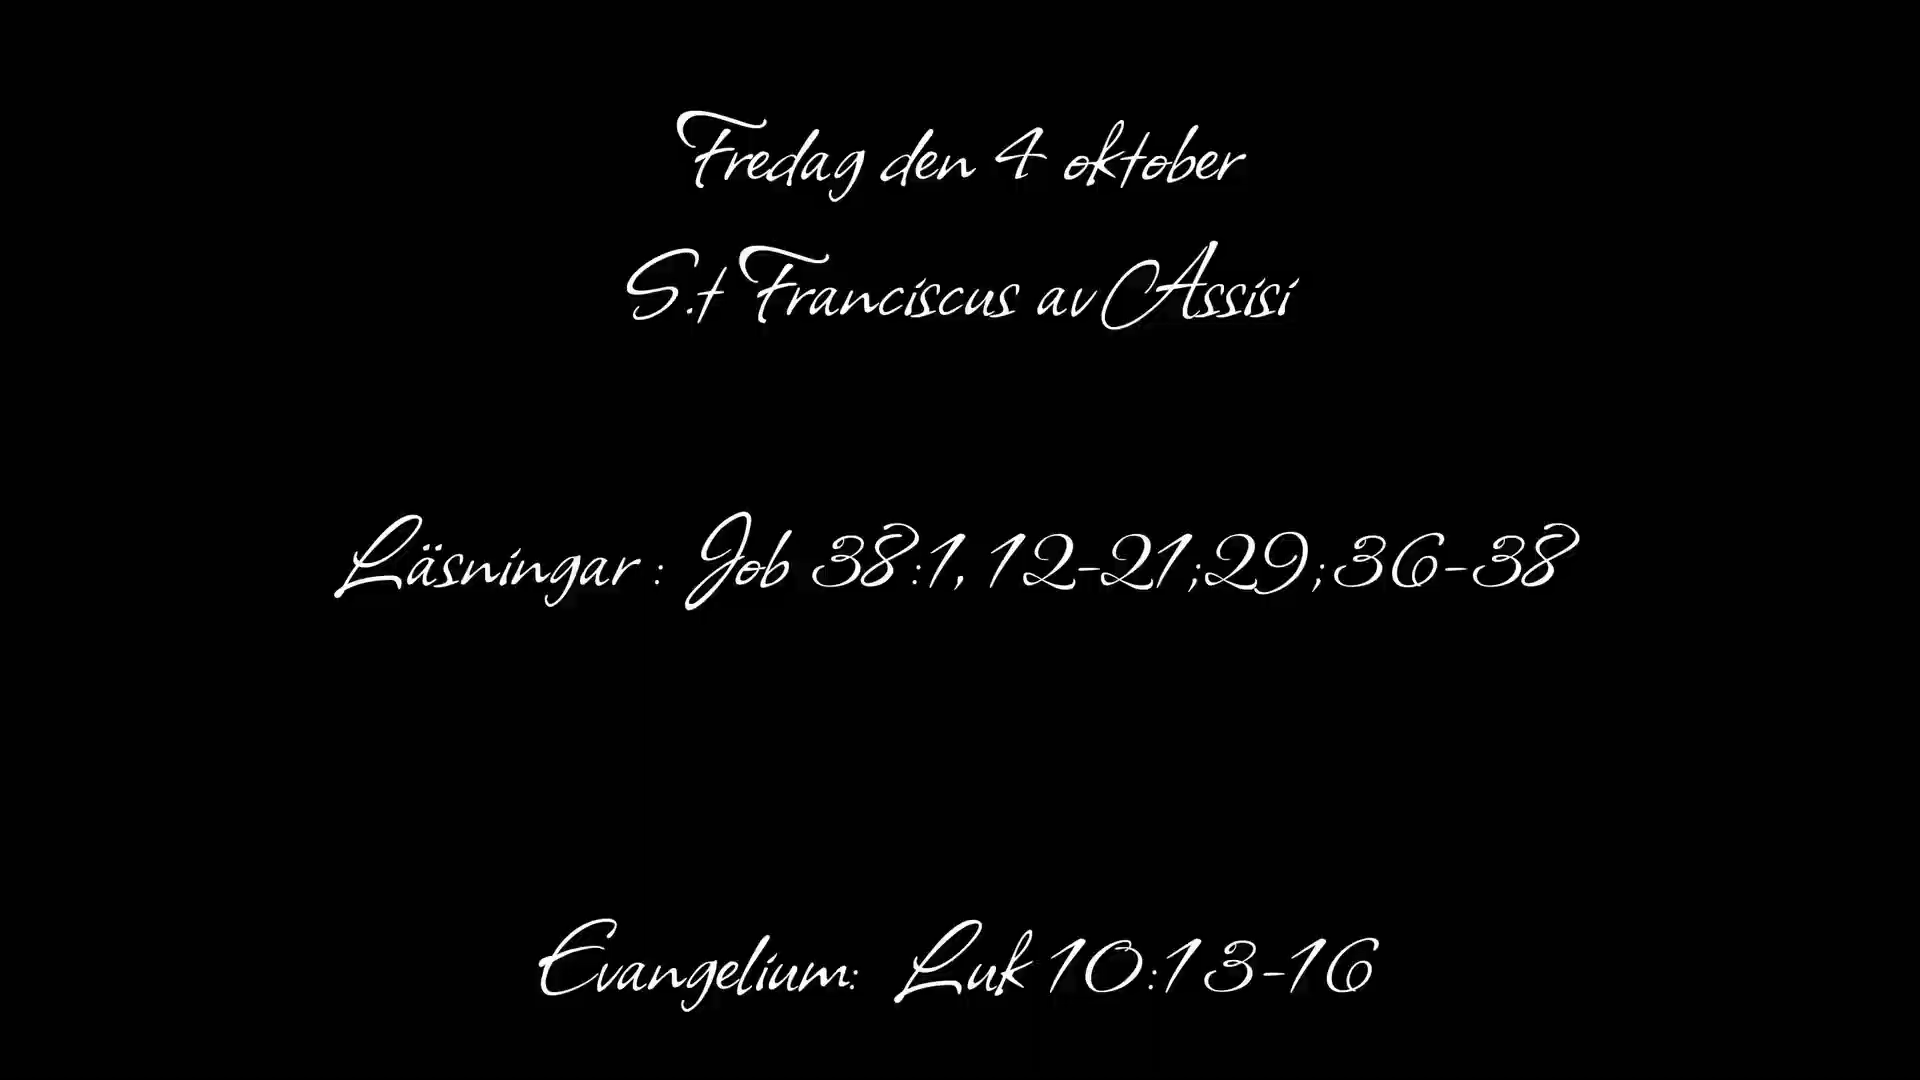 Fredag den 4 oktober
S.t Franciscus av Assisi
Läsningar : Job 38:1, 12-21;29;36-38
Evangelium: Luk 10:13-16